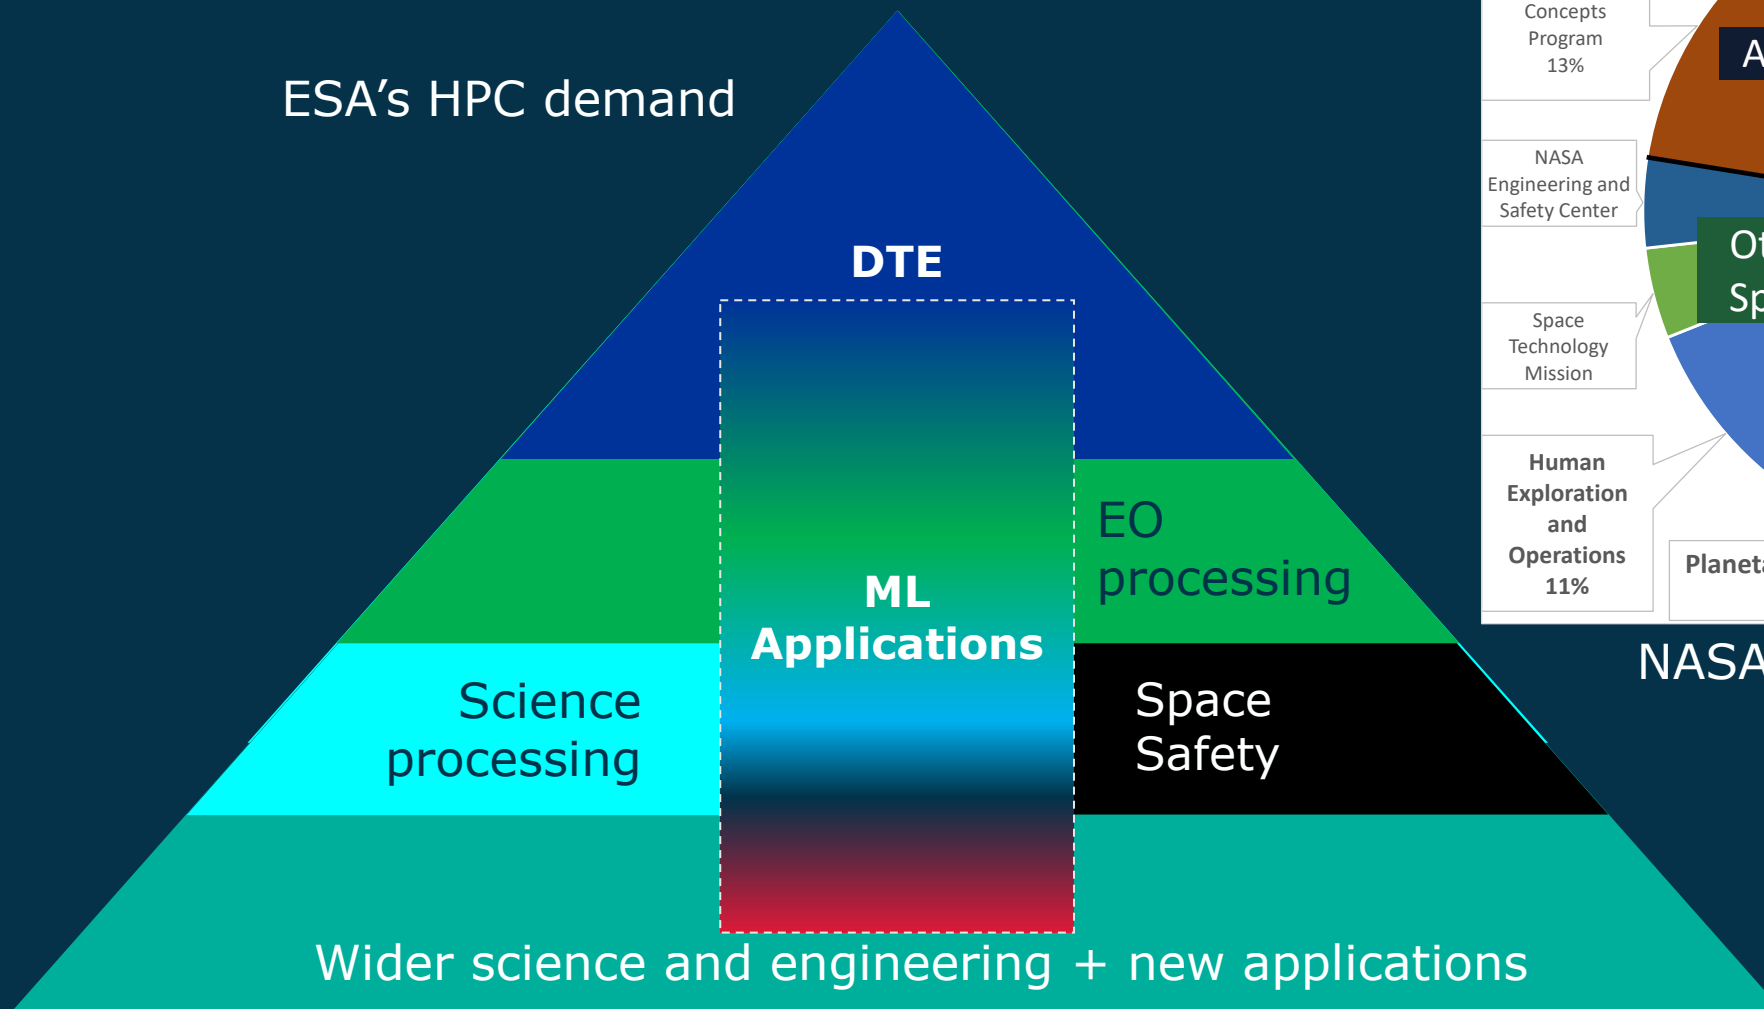 ESA’s HPC demand
DTE
ML
Applications
EO
processing
Science
processing
Space
Safety
Wider science and engineering + new applications
Concepts
Program
13%
NASA
Engineering and
Safety Center
Space
Technology
Mission
Human
Exploration
and
Operations
11%
NASA